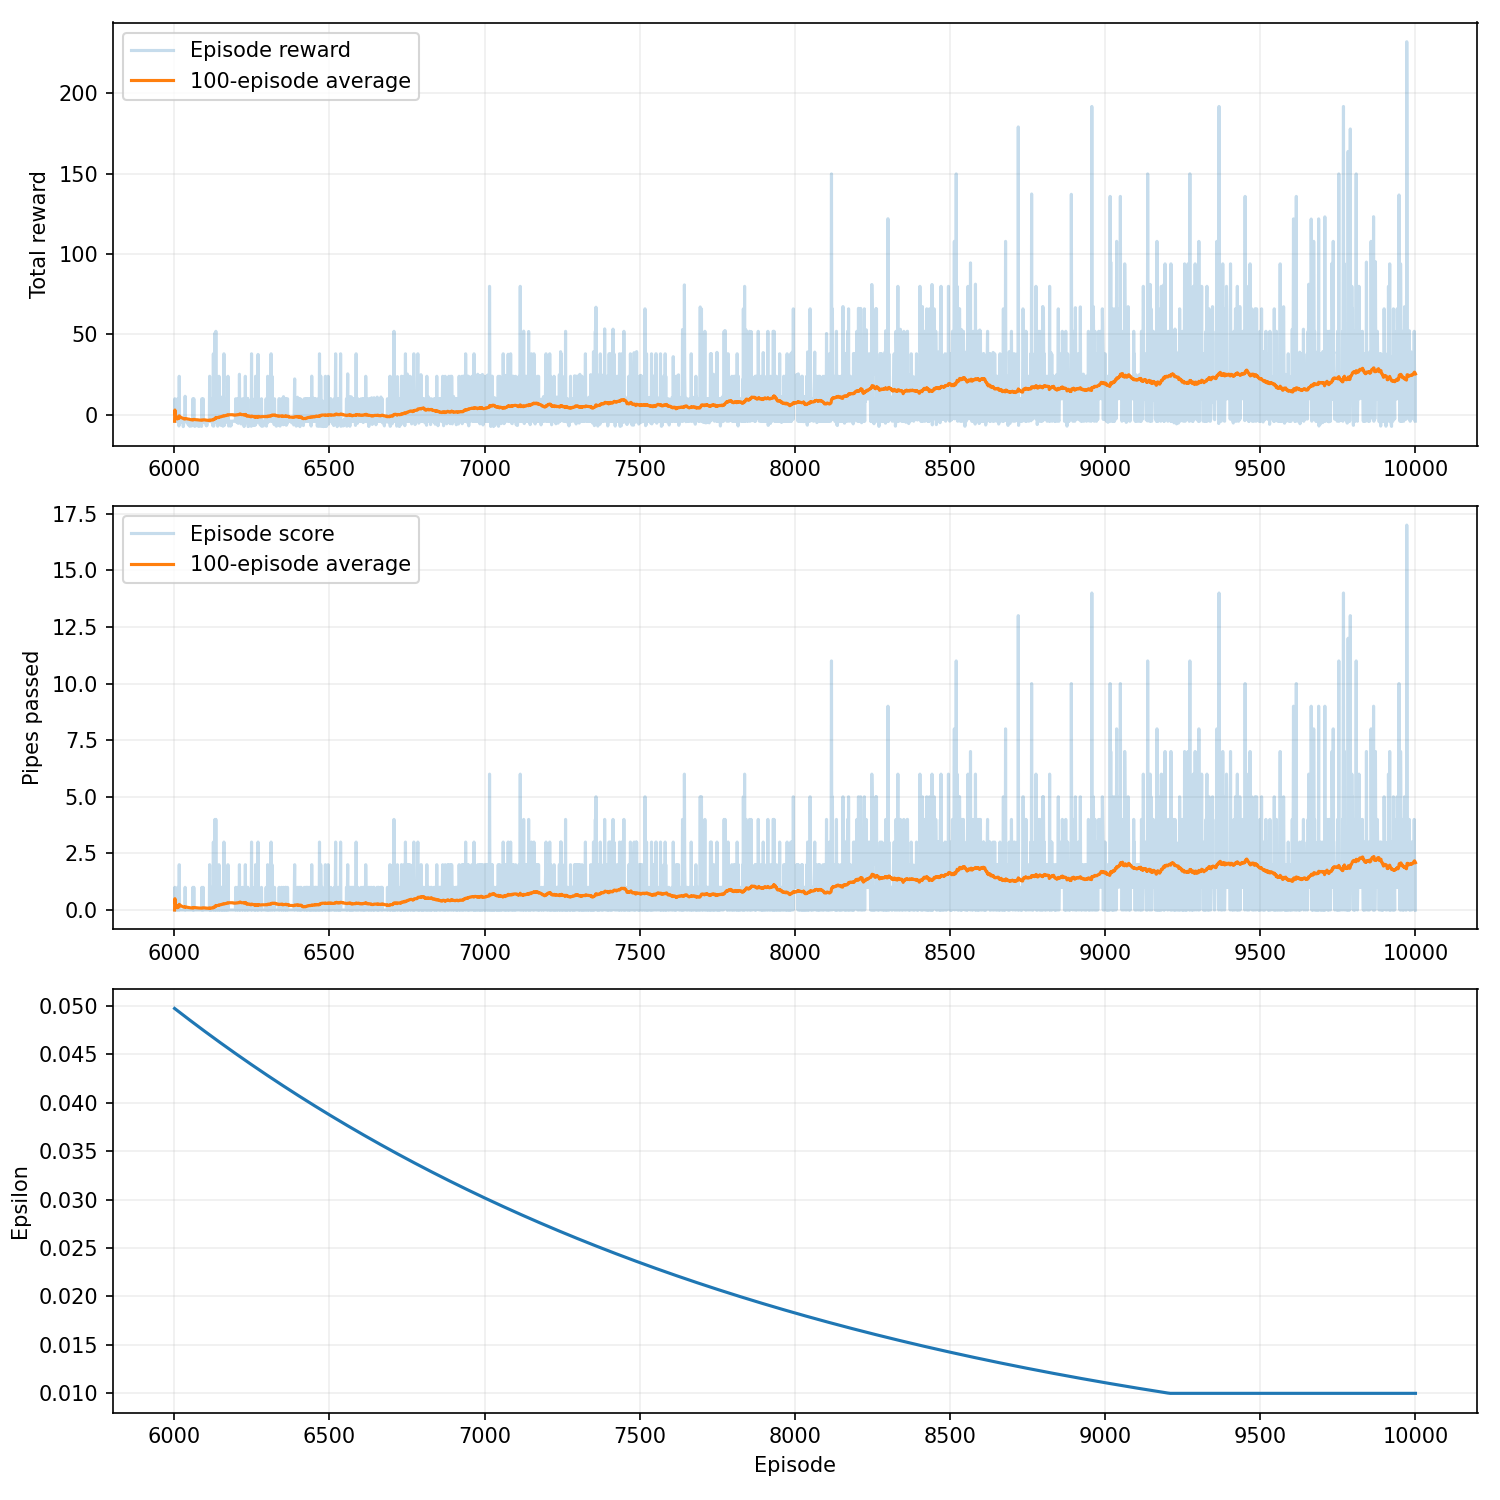 Episode reward
100-episode average
Total reward
200
150
100
50
0
6000 6500 7000 7500 8000 8500 9000 9500 10000
Episode score
100-episode average
Pipes passed
17.5
15.0
12.5
10.0
7.5
5.0
2.5
0.0
6000 6500 7000 7500 8000 8500 9000 9500 10000
Epsilon
0.050
0.045
0.040
0.035
0.030
0.025
0.020
0.015
0.010
6000 6500 7000 7500 8000 8500 9000 9500 10000
Episode